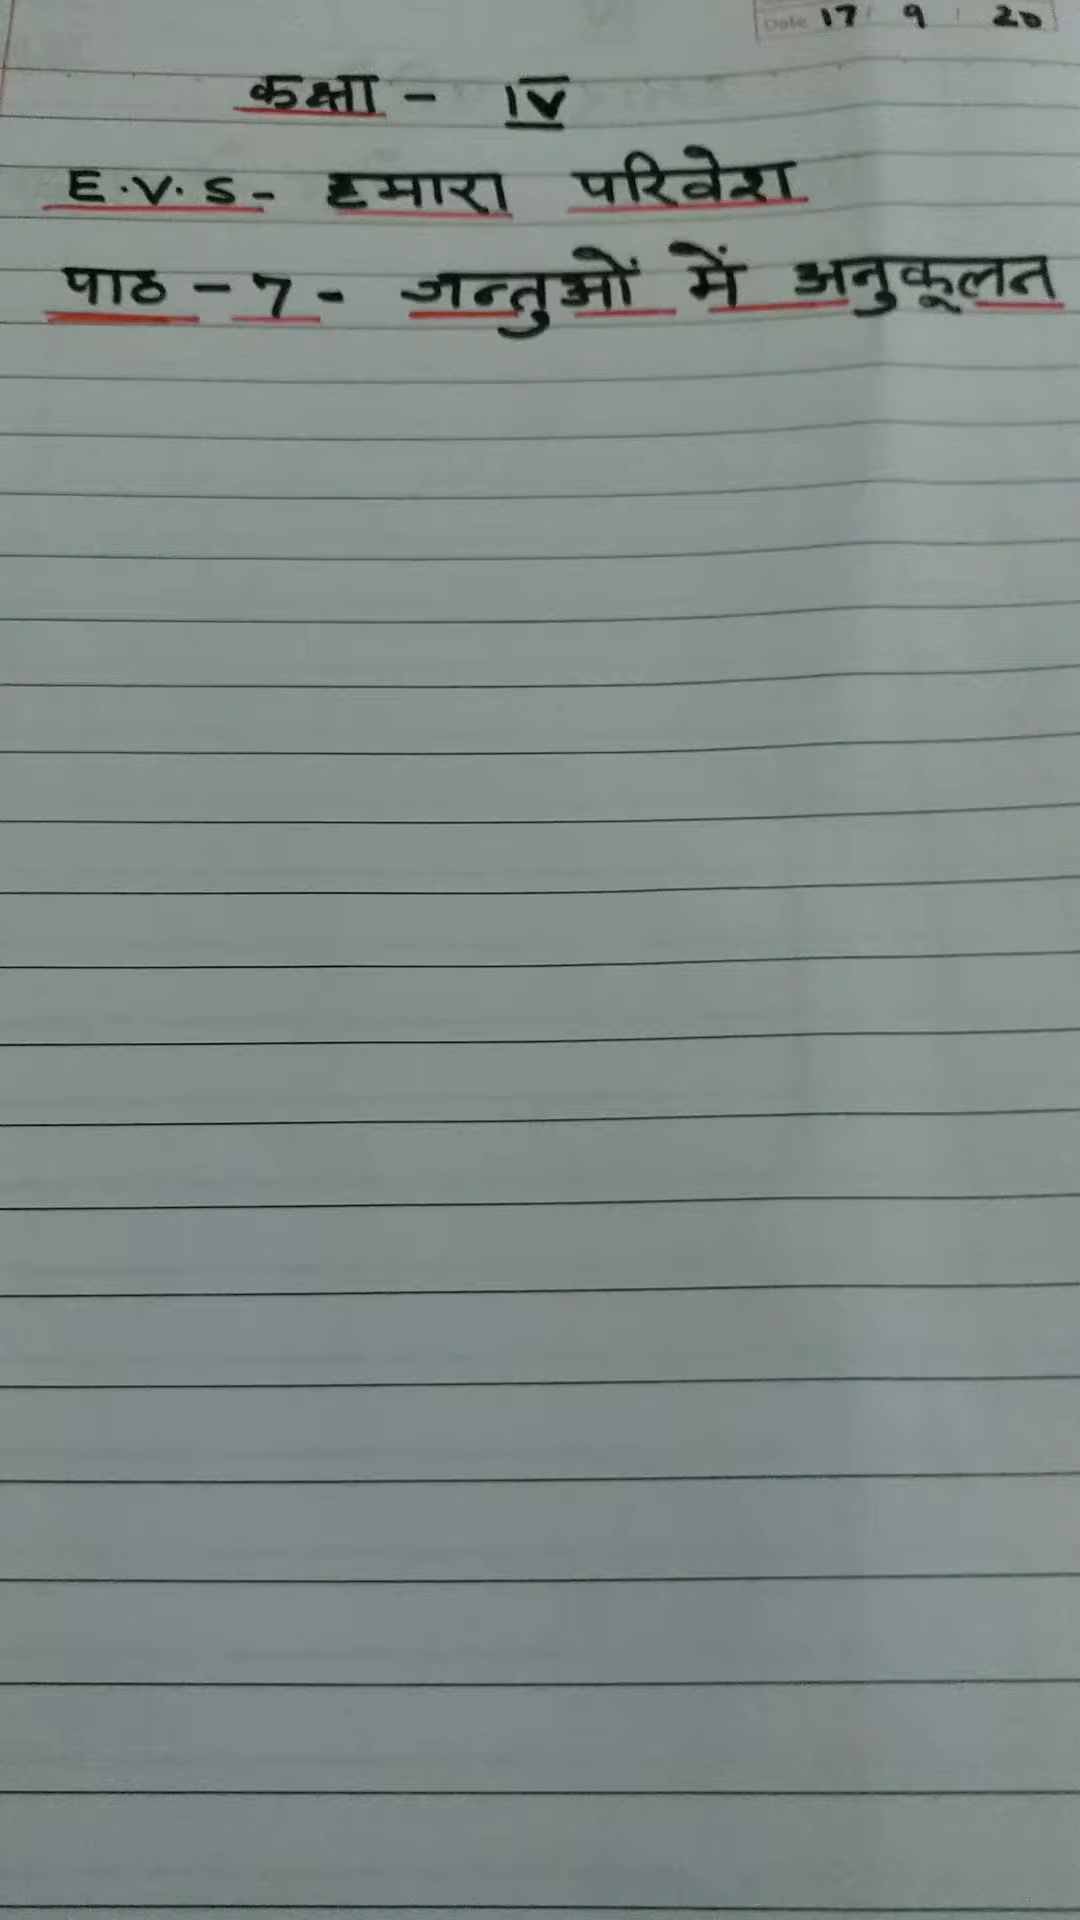 Date 17 9 20
कक्षा - IV
E.V.S- हमारा परिवेश
पाठ - 7 - जन्तुओं में अनुकूलन